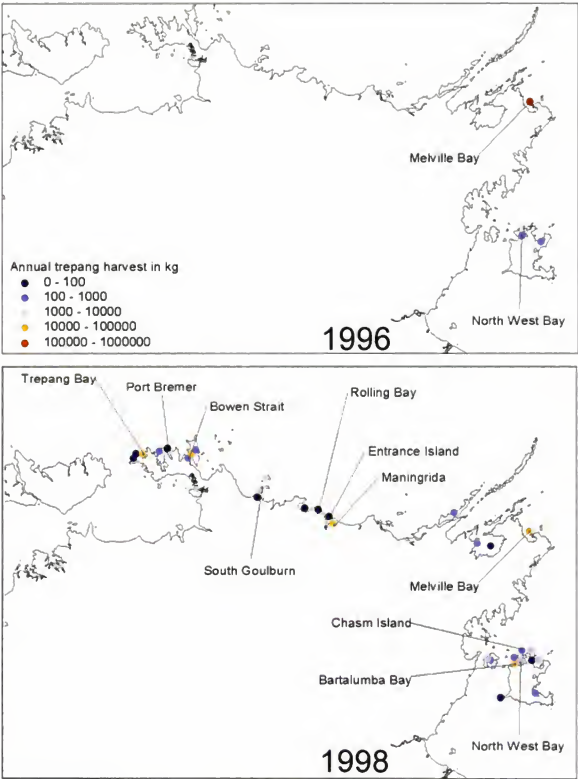 Melville Bay
Annual trepang harvest in kg
0 - 100
100 - 1000
1000 - 10000
10000 - 100000
100000 - 1000000
North West Bay
1996
Trepang Bay
Port Bremer
Bowen Strait
Rolling Bay
Entrance Island
Maningrida
South Goulburn
Melville Bay
Chasm Island
Bartalumba Bay
North West Bay
1998